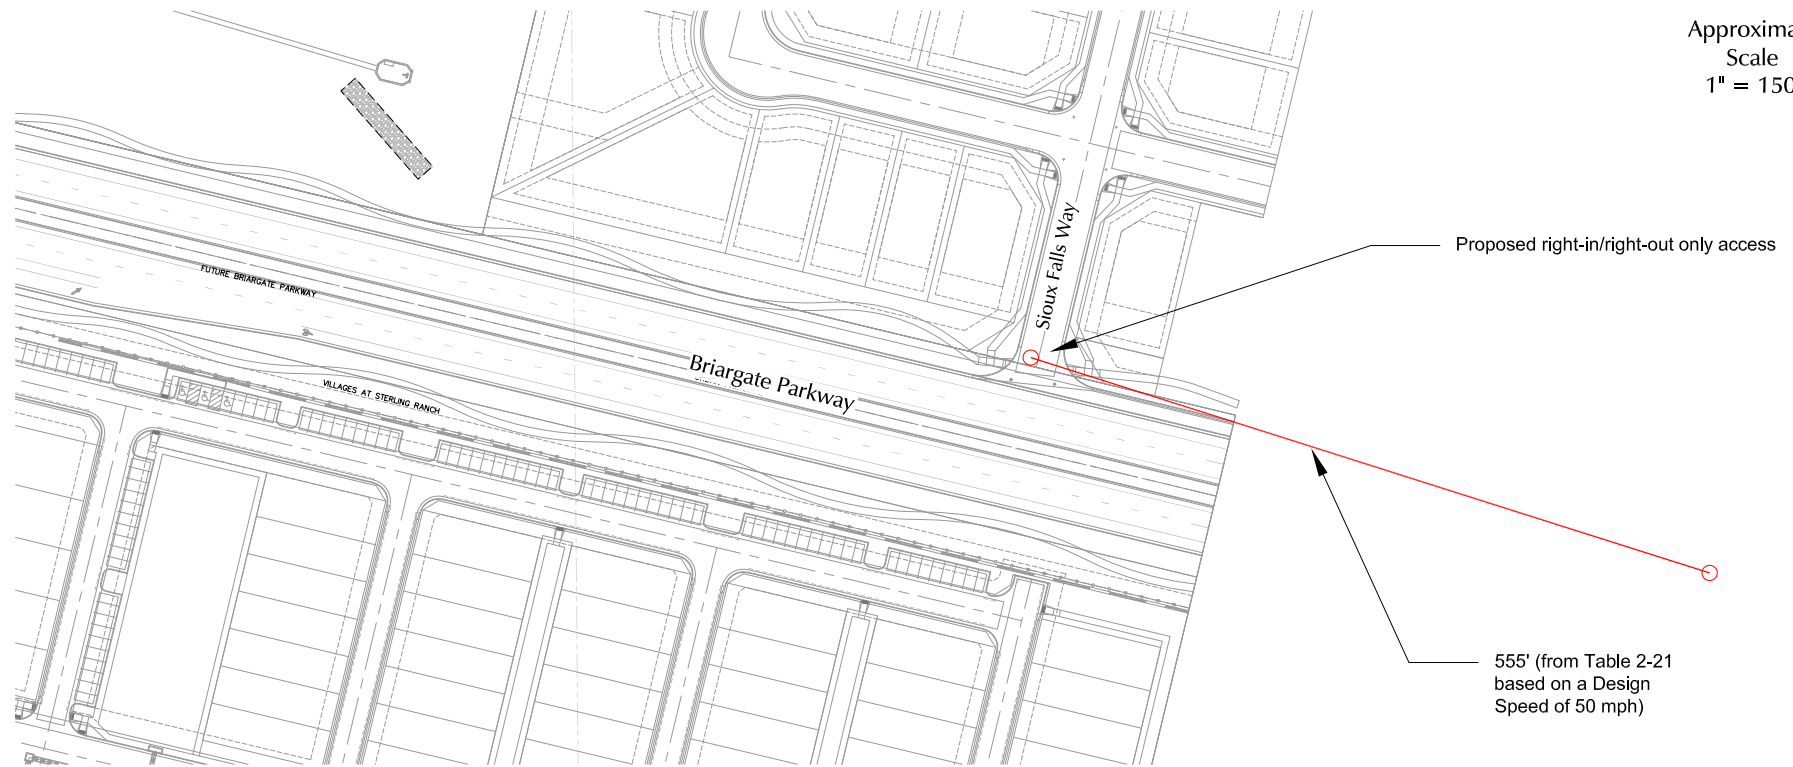 Approxima
Scale
1" = 150
Proposed right-in/right-out only access
Sioux Falls Way
FUTURE BRIARGATE PARKWAY
Briargate Parkway
VILLAGES AT STERLING RANCH
555' (from Table 2-21
based on a Design
Speed of 50 mph)